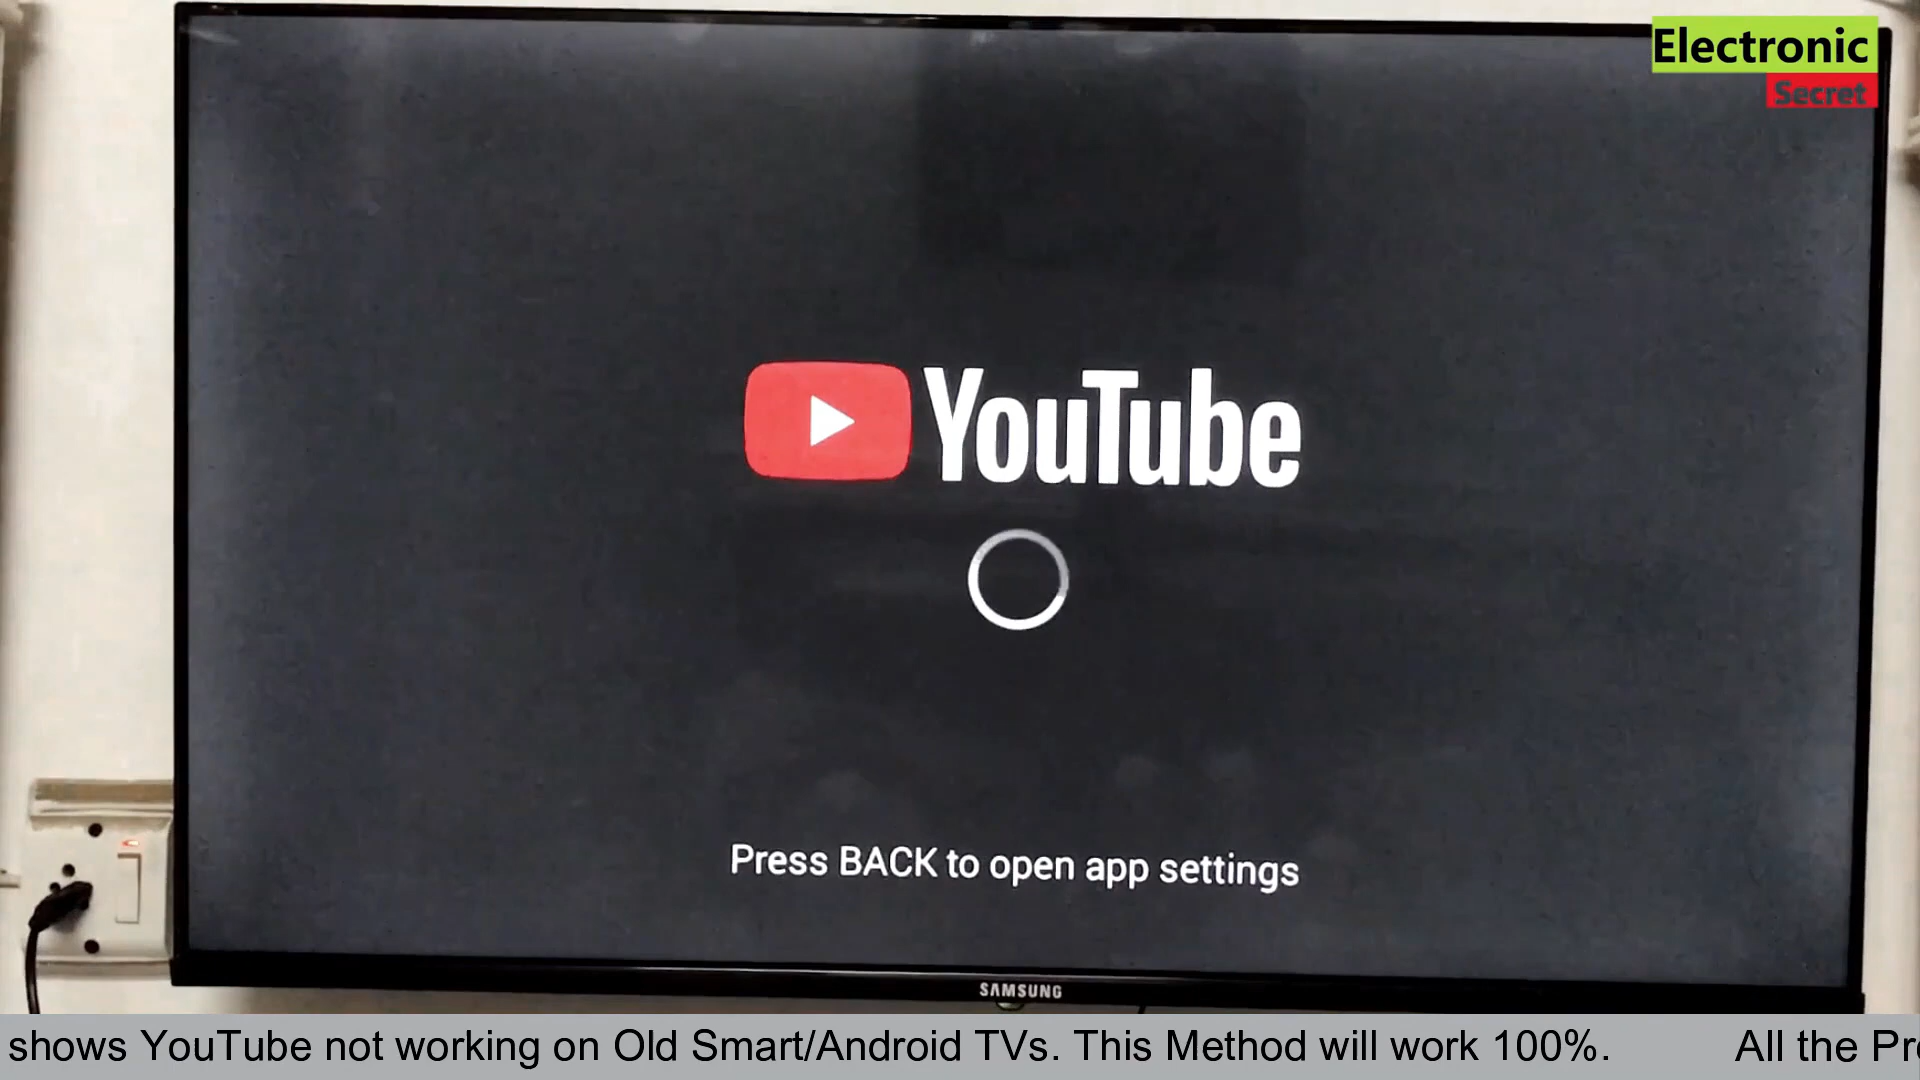 Electronic
Secret
YouTube
Press BACK to open app settings
SAMSUNG
shows YouTube not working on Old Smart/Android TVs. This Method will work 100%. All the